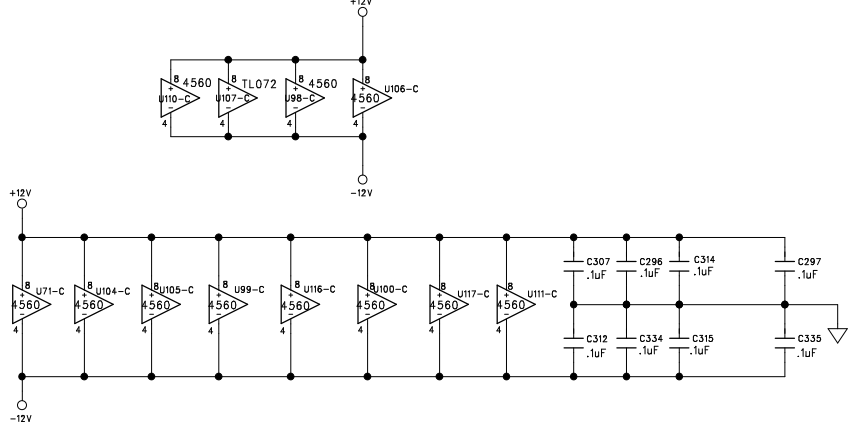 +12V
8 4560 8 TL072 8 4560 8 U106-C
U110-C U107-C U98-C 4560
4 4 4 4
-12V
+12V
8 U71-C 8 U104-C 8 U105-C 8 U99-C 8 U116-C 8 U100-C 8 U117-C 8 U111-C
4560 4560 4560 4560 4560 4560 4560 4560
4 4 4 4 4 4 4 4
C307 C296 C314 C297
.1uF .1uF .1uF .1uF
C312 C334 C315 C335
.1uF .1uF .1uF .1uF
-12V